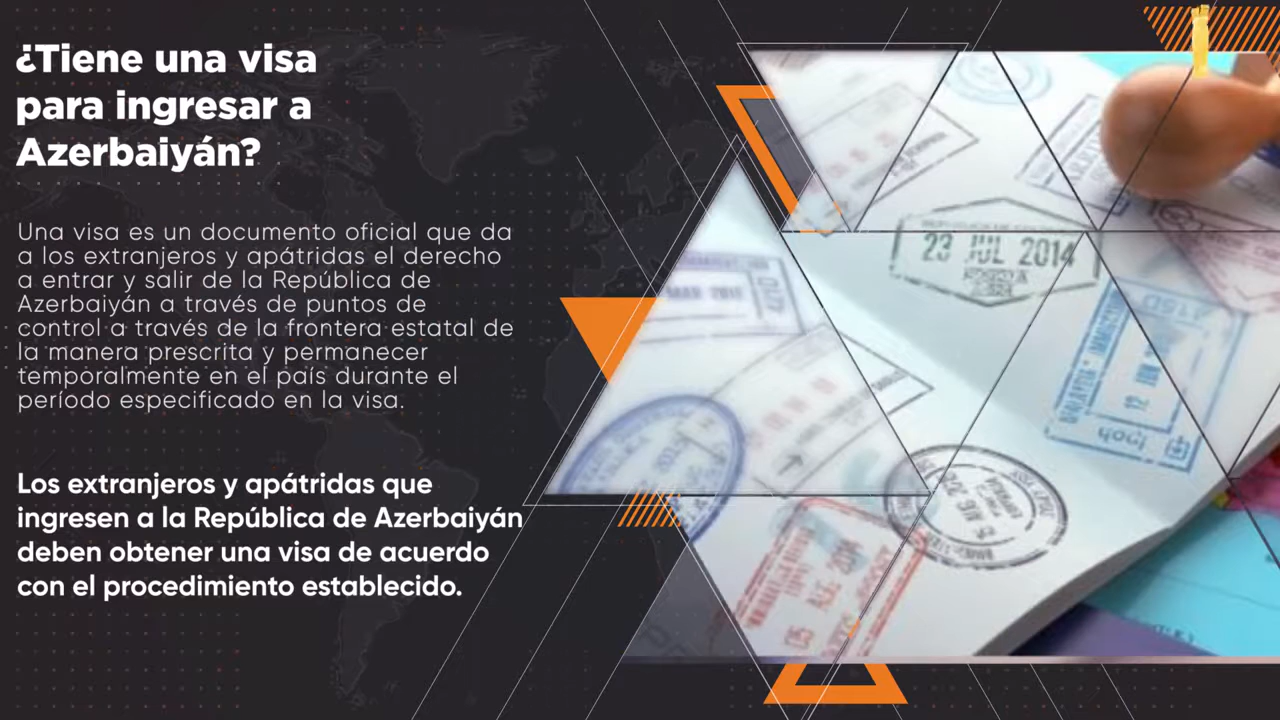 ¿Tiene una visa
para ingresar a
Azerbaiyán?
Una visa es un documento oficial que da
a los extranjeros y apátridas el derecho
a entrar y salir de la República de
Azerbaiyán a través de puntos de
control a través de la frontera estatal de
la manera prescrita y permanecer
temporalmente en el país durante el
período especificado en la visa.
Los extranjeros y apátridas que
ingresen a la República de Azerbaiyán
deben obtener una visa de acuerdo
con el procedimiento establecido.
23 JUL 2014